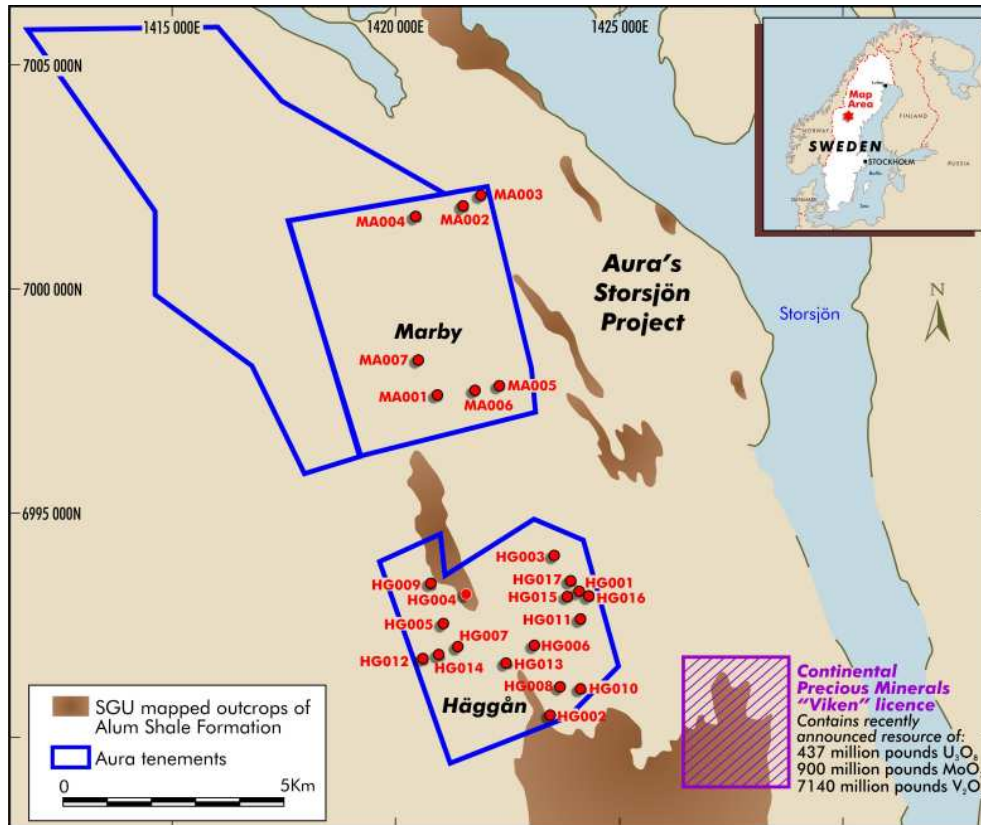 1415 000E
1420 000E
1425 000E
7005 000N
7000 000N
6995 000N
Map
Area
NORWAY
SWEDEN
FINLAND
STOCKHOLM
RUSSIA
MA003
MA004
MA002
Aura's
Storsjön
Project
Storsjön
N
Marby
MA007
MA005
MA001
MA006
HG003
HG009
HG017
HG001
HG004
HG015
HG016
HG005
HG011
HG007
HG006
HG012
HG014
HG013
HG008
HG010
Häggån
HG002
SGU mapped outcrops of
Alum Shale Formation
Aura tenements
0
5Km
Continental
Precious Minerals
"Viken" licence
Contains recently
announced resource of:
437 million pounds U₃O₈
900 million pounds MoO
7140 million pounds V₂O